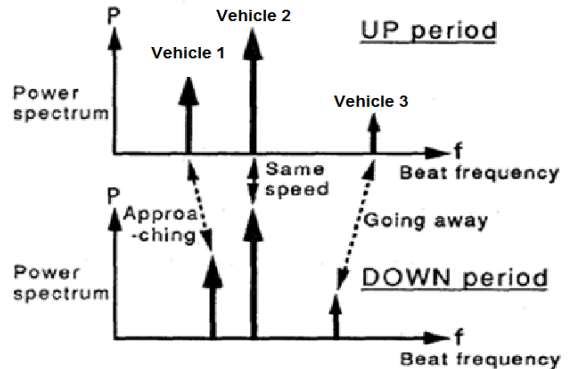 P
Vehicle 2
UP period
Vehicle 1
Power
spectrum
Vehicle 3
f
Beat frequency
Same
speed
P
Approa
-ching
Going away
Power
spectrum
DOWN period
f
Beat frequency